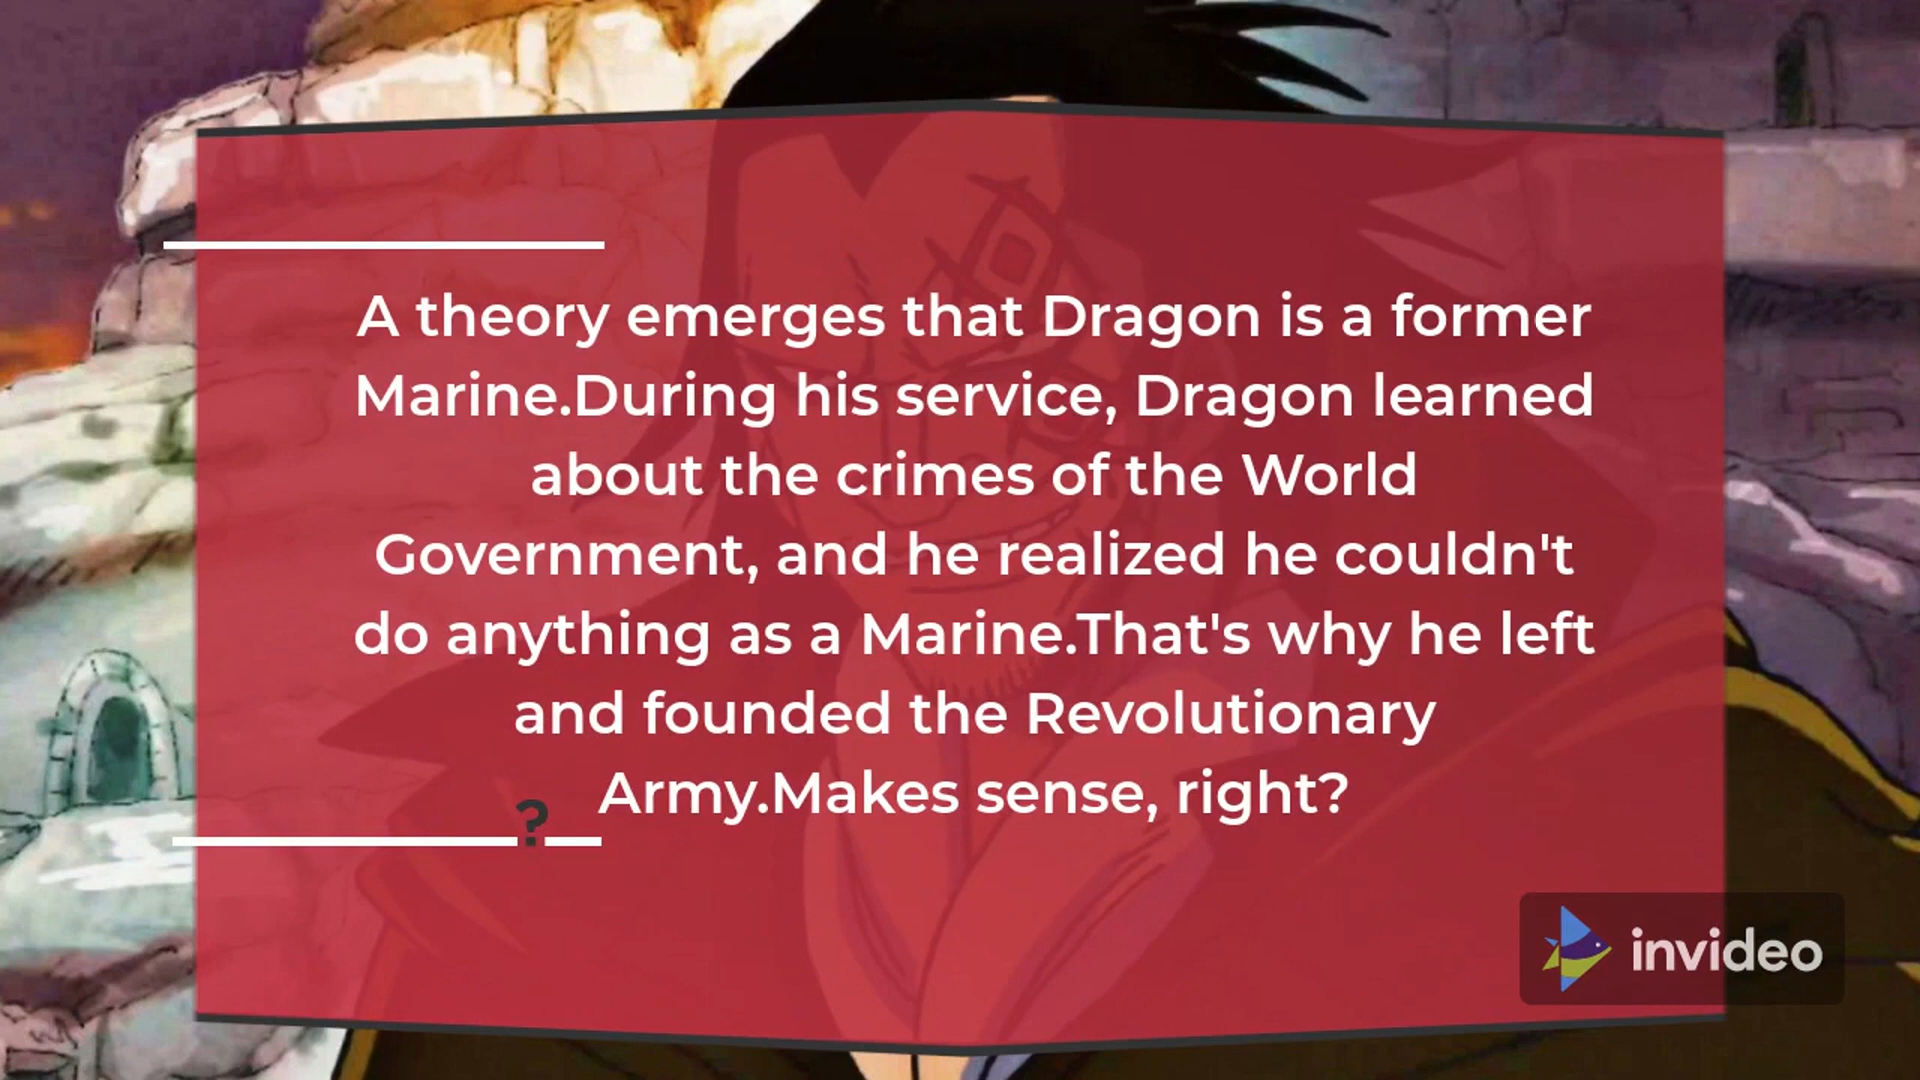 A theory emerges that Dragon is a former
Marine.During his service, Dragon learned
about the crimes of the World
Government, and he realized he couldn't
do anything as a Marine.That's why he left
and founded the Revolutionary
Army.Makes sense, right?
?
invideo